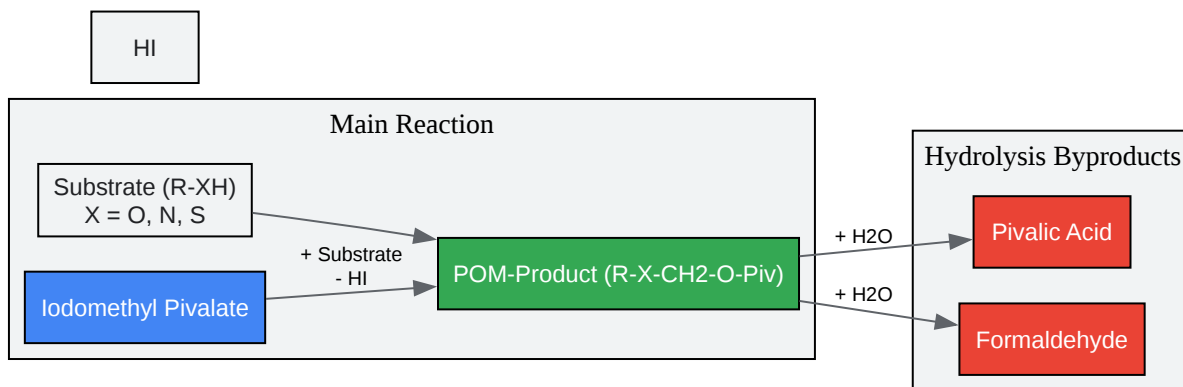 HI
Main Reaction
Substrate (R-XH)
X = O, N, S
Iodomethyl Pivalate
+ Substrate
- HI
POM-Product (R-X-CH2-O-Piv)
+ H2O
+ H2O
Hydrolysis Byproducts
Pivalic Acid
Formaldehyde